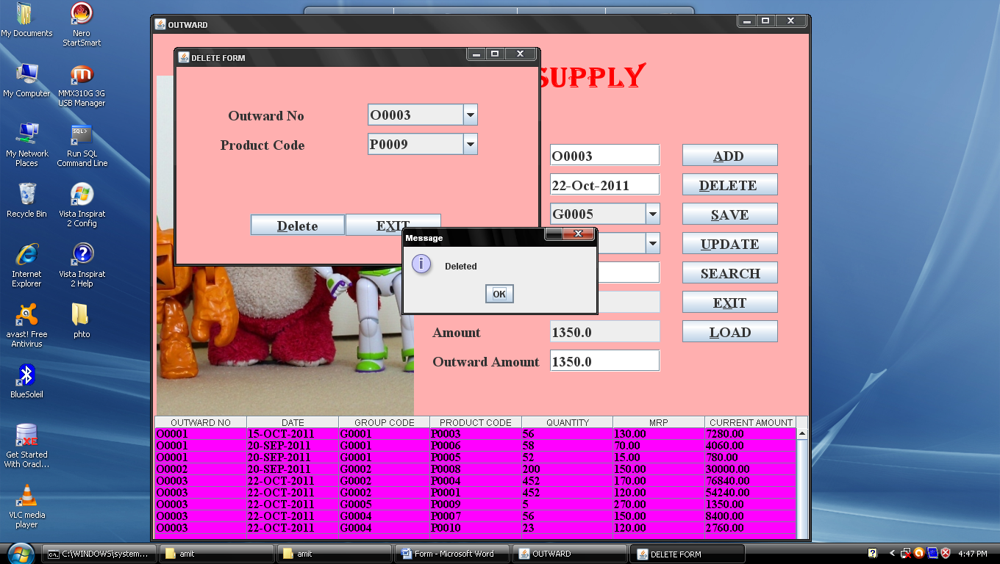 My Documents
Nero
StartSmart
My Computer
MMX310G 3G
USB Manager
My Network
Places
Run SQL
Command Line
SQL>
Recycle Bin
Vista Inspirat
2 Config
Internet
Explorer
Vista Inspirat
2 Help
avast! Free
Antivirus
phto
BlueSoleil
XE
Get Started
With Oracl...
VLC media
player
OUTWARD
SUPPLY
DELETE FORM
Outward No
O0003
Product Code
P0009
Delete
EXIT
Message
Deleted
OK
O0003
ADD
22-Oct-2011
DELETE
G0005
SAVE
UPDATE
SEARCH
EXIT
Amount
1350.0
LOAD
Outward Amount
1350.0
OUTWARD NO DATE GROUP CODE PRODUCT CODE QUANTITY MRP CURRENT AMOUNT
O0001 15-OCT-2011 G0001 P0003 56 130.00 7280.00
O0001 20-SEP-2011 G0001 P0006 58 70.00 4060.00
O0001 20-SEP-2011 G0001 P0005 52 15.00 780.00
O0002 20-SEP-2011 G0002 P0008 200 150.00 30000.00
O0003 22-OCT-2011 G0002 P0004 452 170.00 76840.00
O0003 22-OCT-2011 G0002 P0001 452 120.00 54240.00
O0003 22-OCT-2011 G0005 P0009 5 270.00 1350.00
O0003 22-OCT-2011 G0004 P0007 56 150.00 8400.00
O0003 22-OCT-2011 G0004 P0010 23 120.00 2760.00
C:\WINDOWS\system... amit amit Form - Microsoft Word OUTWARD DELETE FORM 4:47 PM